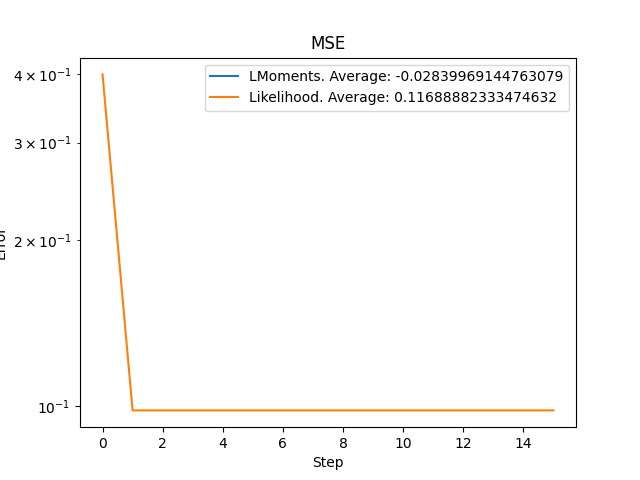 MSE
LMoments. Average: -0.02839969144763079
Likelihood. Average: 0.11688882333474632
4 × 10⁻¹
3 × 10⁻¹
2 × 10⁻¹
10⁻¹
Error
0 2 4 6 8 10 12 14
Step